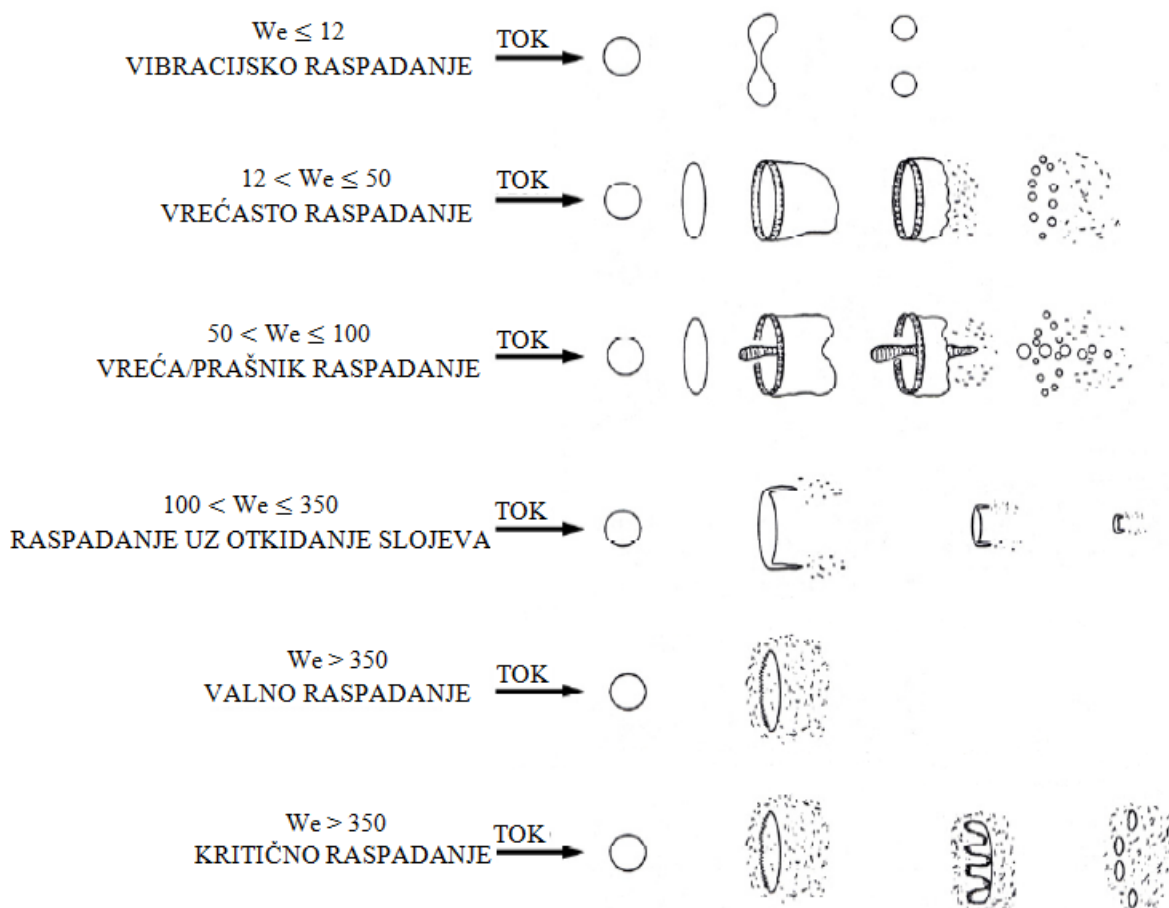 We ≤ 12
VIBRACIJSKO RASPADANJE
TOK
12 < We ≤ 50
VREĆASTO RASPADANJE
TOK
50 < We ≤ 100
VREĆA/PRAŠNIK RASPADANJE
TOK
100 < We ≤ 350
RASPADANJE UZ OTKIDANJE SLOJEVA
TOK
We > 350
VALNO RASPADANJE
TOK
We > 350
KRITIČNO RASPADANJE
TOK